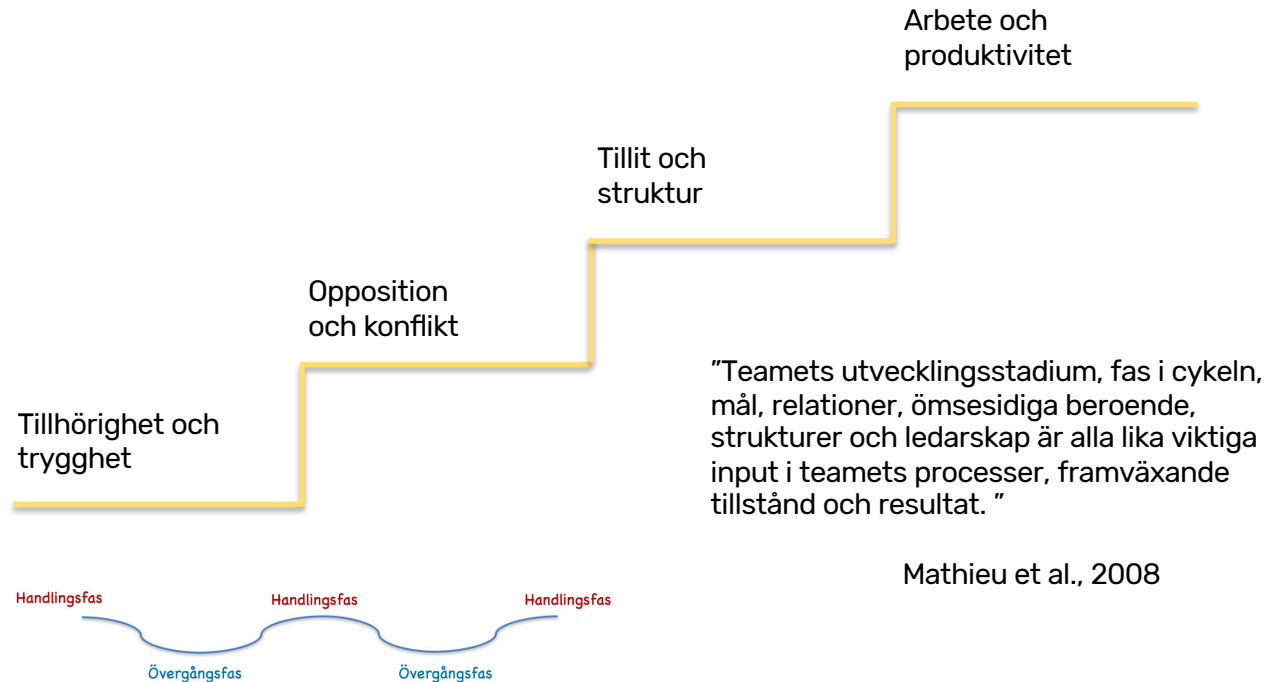 Arbete och
produktivitet
Tillit och
struktur
Opposition
och konflikt
Tillhörighet och
trygghet
”Teamets utvecklingsstadium, fas i cykeln,
mål, relationer, ömsesidiga beroende,
strukturer och ledarskap är alla lika viktiga
input i teamets processer, framväxande
tillstånd och resultat. ”
Mathieu et al., 2008
Handlingsfas
Handlingsfas
Handlingsfas
Övergångsfas
Övergångsfas